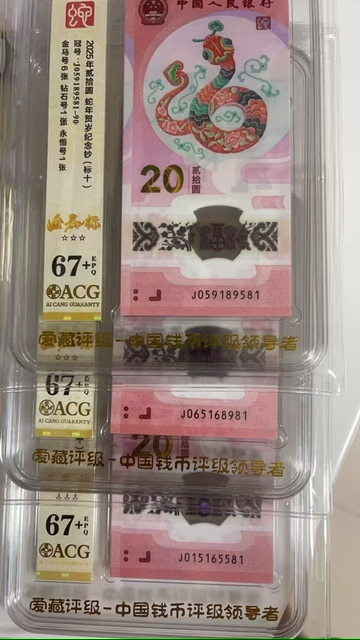 中国人民银行
2025年贰拾圆 蛇年贺岁纪念钞(标十)
冠号:J059189581-90
金马号6张 钻石号1张 永恒号1张
67+ EPQ
ACG
AI CANG GUARANTY
20 贰拾圆
J059189581
爱藏评级-中国钱币评级领导者
67+ EPQ
ACG
AI CANG GUARANTY
J065168981
爱藏评级-中国钱币评级领导者
20
67+ EPQ
ACG
AI CANG GUARANTY
J015165581
爱藏评级-中国钱币评级领导者